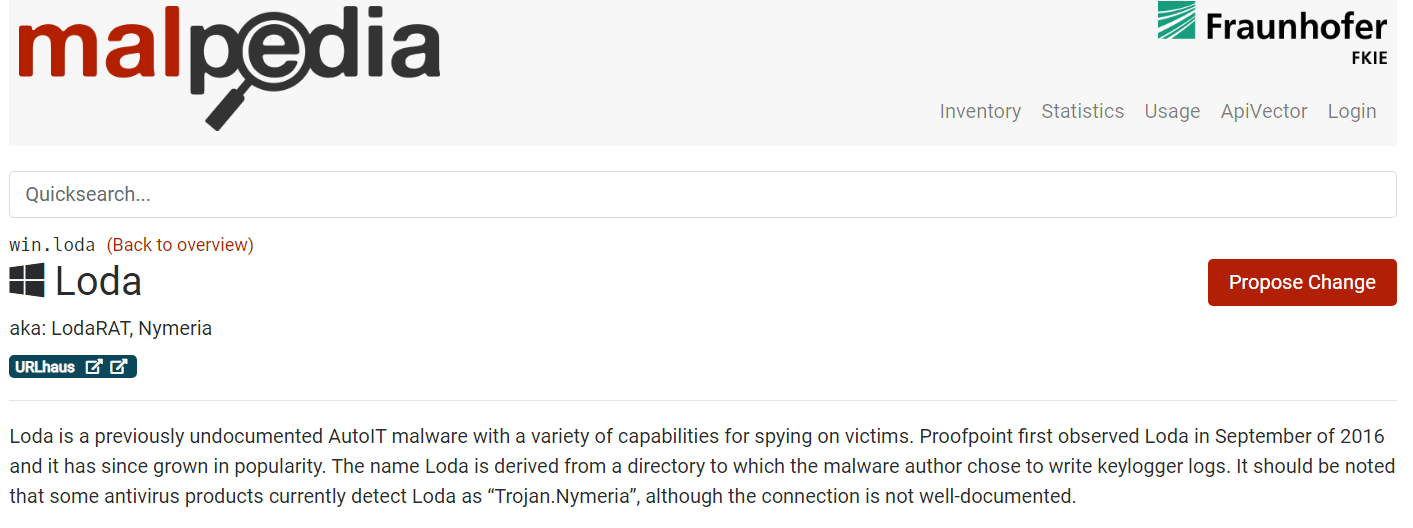 malpedia
Fraunhofer
FKIE
Inventory Statistics Usage ApiVector Login
Quicksearch...
win.loda (Back to overview)
Loda
Propose Change
aka: LodaRAT, Nymeria
URLhaus
Loda is a previously undocumented AutoIT malware with a variety of capabilities for spying on victims. Proofpoint first observed Loda in September of 2016
and it has since grown in popularity. The name Loda is derived from a directory to which the malware author chose to write keylogger logs. It should be noted
that some antivirus products currently detect Loda as “Trojan.Nymeria”, although the connection is not well-documented.